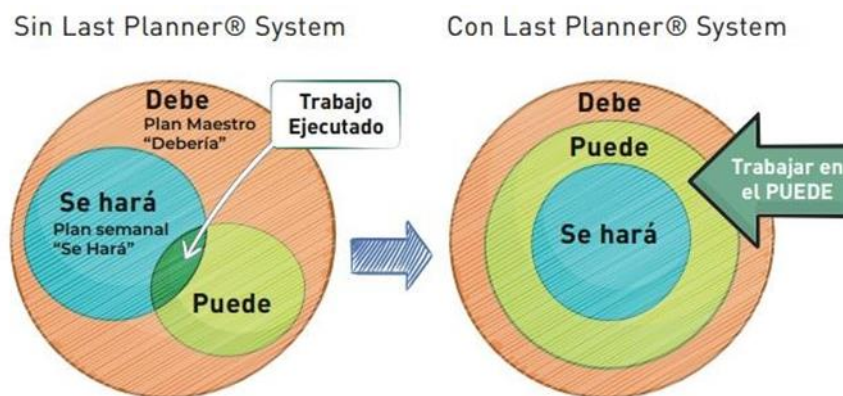 Sin Last Planner® System
Debe
Plan Maestro
“Debería”
Trabajo
Ejecutado
Se hará
Plan semanal
“Se Hará”
Puede
Con Last Planner® System
Debe
Puede
Se hará
Trabajar en
el PUEDE